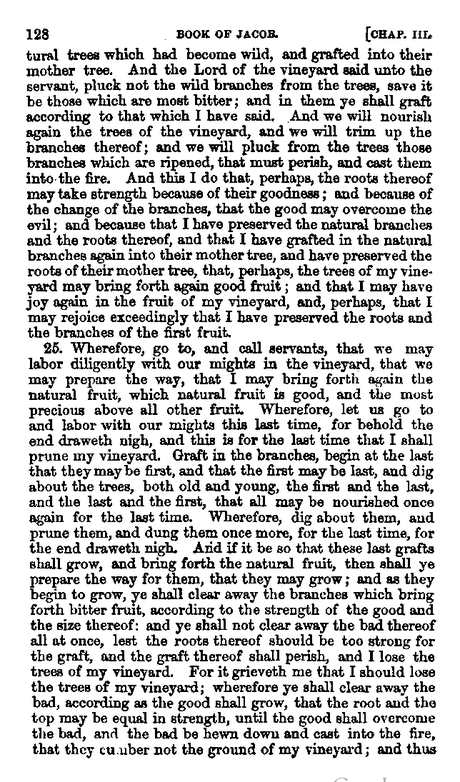 128 BOOK OF JACOB. [CHAP. III.
tural trees which had become wild, and grafted into their
mother tree. And the Lord of the vineyard said unto the
servant, pluck not the wild branches from the trees, save it
be those which are most bitter; and in them ye shall graft
according to that which I have said. And we will nourish
again the trees of the vineyard, and we will trim up the
branches thereof; and we will pluck from the trees those
branches which are ripened, that must perish, and cast them
into the fire. And this I do that, perhaps, the roots thereof
may take strength because of their goodness; and because of
the change of the branches, that the good may overcome the
evil; and because that I have preserved the natural branches
and the roots thereof, and that I have grafted in the natural
branches again into their mother tree, and have preserved the
roots of their mother tree, that, perhaps, the trees of my vine-
yard may bring forth again good fruit; and that I may have
joy again in the fruit of my vineyard, and, perhaps, that I
may rejoice exceedingly that I have preserved the roots and
the branches of the first fruit.
25. Wherefore, go to, and call servants, that we may
labor diligently with our mights in the vineyard, that we
may prepare the way, that I may bring forth again the
natural fruit, which natural fruit is good, and the most
precious above all other fruit. Wherefore, let us go to
and labor with our mights this last time, for behold the
end draweth nigh, and this is for the last time that I shall
prune my vineyard. Graft in the branches, begin at the last
that they may be first, and that the first may be last, and dig
about the trees, both old and young, the first and the last,
and the last and the first, that all may be nourished once
again for the last time. Wherefore, dig about them, and
prune them, and dung them once more, for the last time, for
the end draweth nigh. And if it be so that these last grafts
shall grow, and bring forth the natural fruit, then shall ye
prepare the way for them, that they may grow; and as they
begin to grow, ye shall clear away the branches which bring
forth bitter fruit, according to the strength of the good and
the size thereof: and ye shall not clear away the bad thereof
all at once, lest the roots thereof should be too strong for
the graft, and the graft thereof shall perish, and I lose the
trees of my vineyard. For it grieveth me that I should lose
the trees of my vineyard; wherefore ye shall clear away the
bad, according as the good shall grow, that the root and the
top may be equal in strength, until the good shall overcome
the bad, and the bad be hewn down and cast into the fire,
that they cumber not the ground of my vineyard; and thus